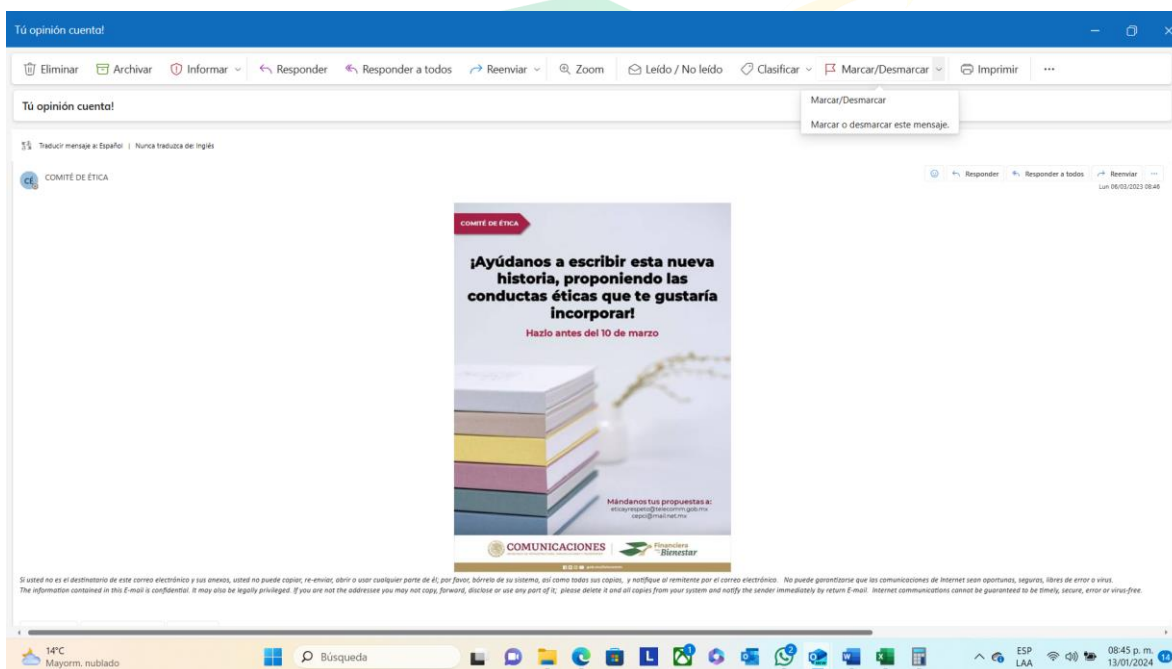 Tú opinión cuenta!
Eliminar Archivar Informar Responder Responder a todos Reenviar Zoom Leído / No leído Clasificar Marcar/Desmarcar Imprimir ...
Tú opinión cuenta!
Marcar/Desmarcar
Marcar o desmarcar este mensaje.
Traducir mensaje a: Español | Nunca traduzca de: Inglés
CÉ COMITÉ DE ÉTICA
Responder Responder a todos Reenviar ...
Lun 06/03/2023 08:46
COMITÉ DE ÉTICA
¡Ayúdanos a escribir esta nueva
historia, proponiendo las
conductas éticas que te gustaría
incorporar!
Hazlo antes del 10 de marzo
Mándanos tus propuestas a:
eticayrespeto@telecomm.gob.mx
cepci@mail.net.mx
COMUNICACIONES
Financiera
Bienestar
Si usted no es el destinatario de este correo electrónico y sus anexos, usted no puede copiar, re-enviar, abrir o usar cualquier parte de él; por favor, bórrelo de su sistema, así como todas sus copias, y notifique al remitente por el correo electrónico. No puede garantizarse que las comunicaciones de Internet sean oportunas, seguras, libres de error o virus.
The information contained in this E-mail is confidential. It may also be legally privileged. If you are not the addressee you may not copy, forward, disclose or use any part of it; please delete it and all copies from your system and notify the sender immediately by return E-mail. Internet communications cannot be guaranteed to be timely, secure, error or virus-free.
14°C
Mayorm. nublado
Búsqueda
L
2
ESP
LAA
08:45 p. m.
13/01/2024
14